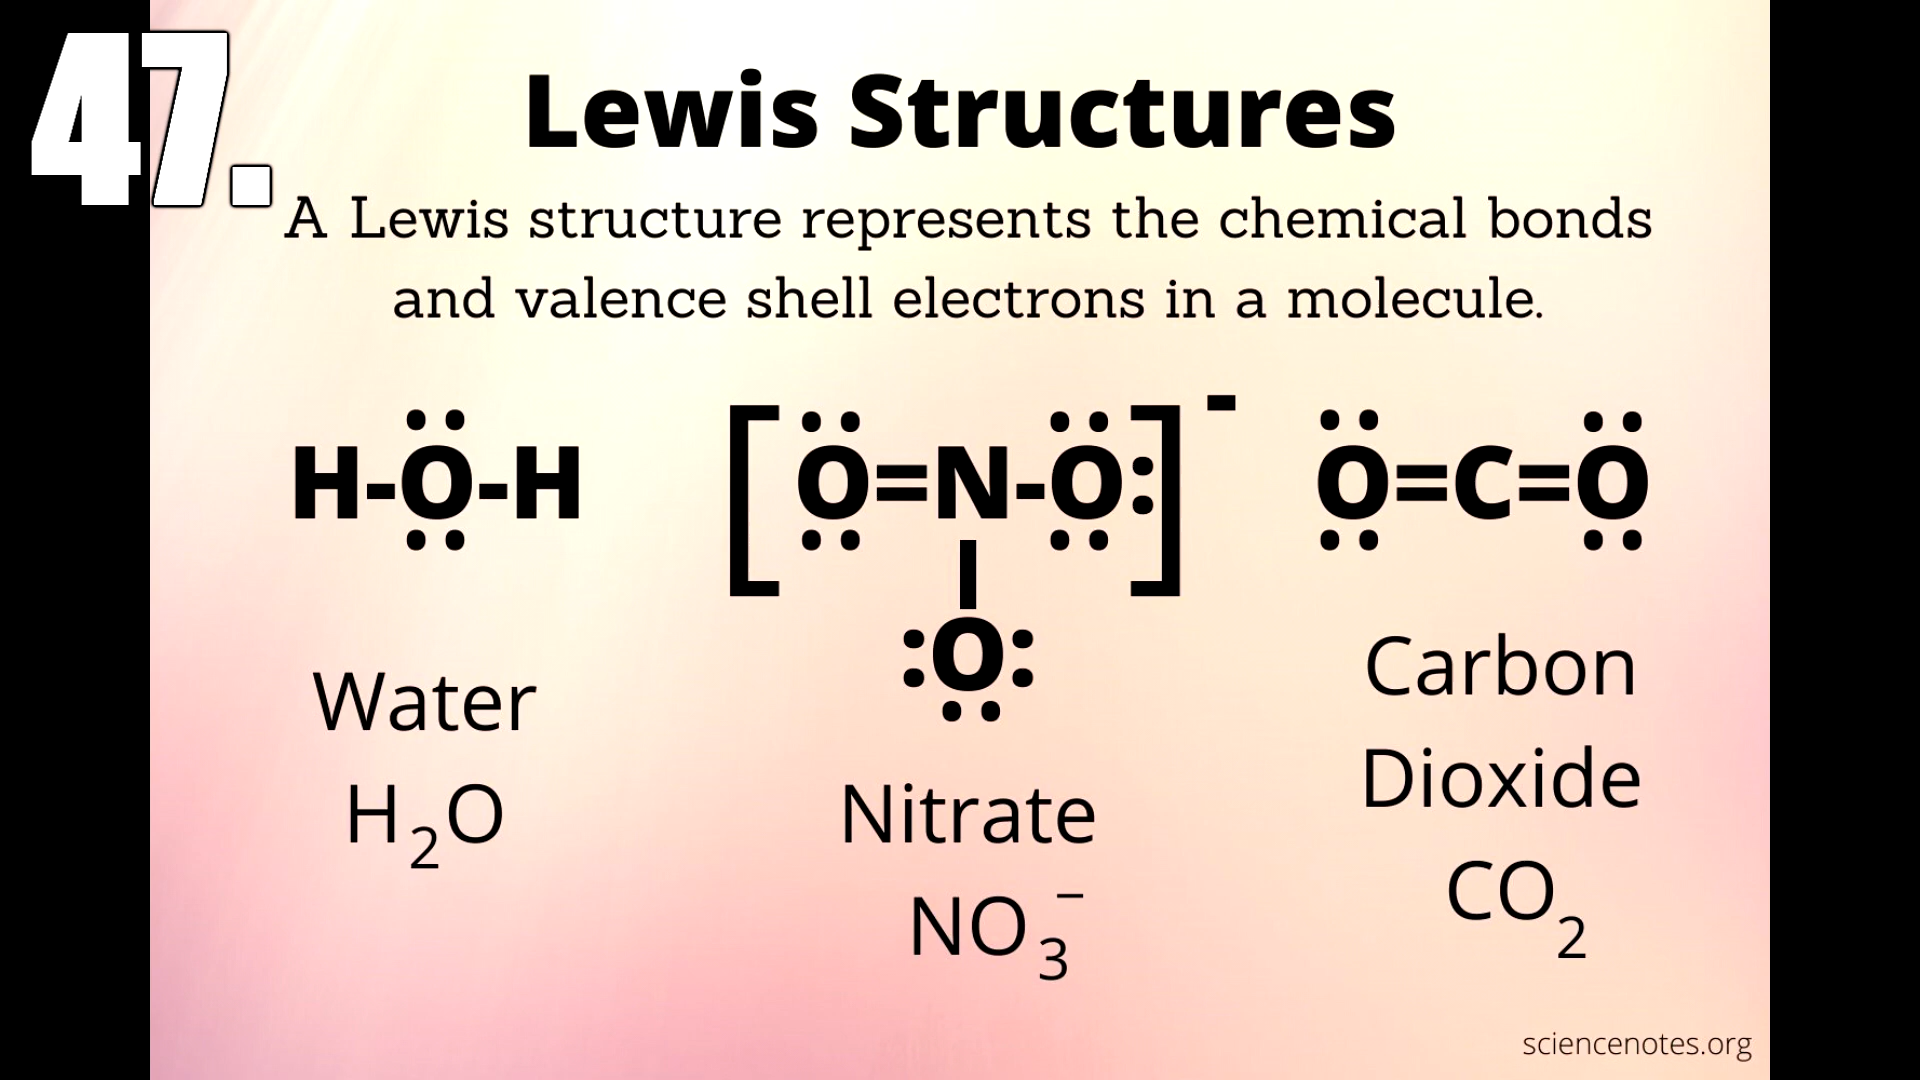 47.
Lewis Structures
A Lewis structure represents the chemical bonds
and valence shell electrons in a molecule.
H-O-H
[O=N-O:]-
:O:
O=C=O
Water
H2O
Nitrate
NO3–
Carbon
Dioxide
CO2
sciencenotes.org